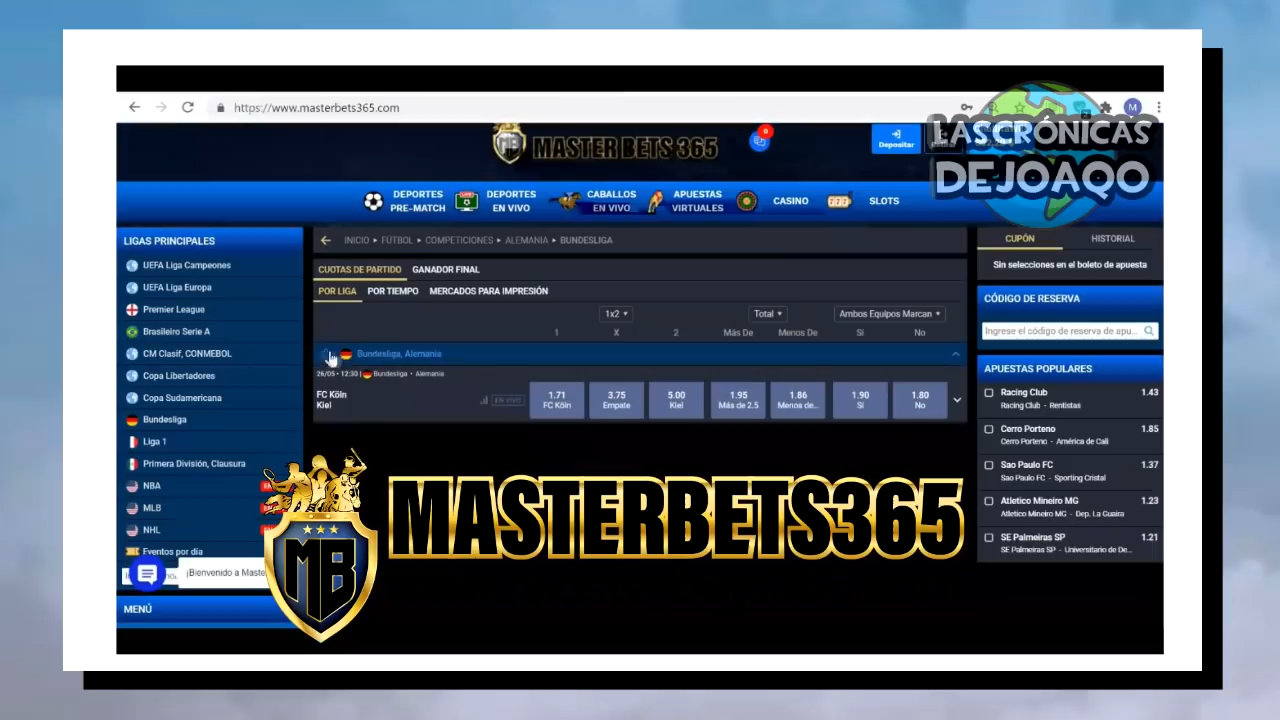 https://www.masterbets365.com
M
LAS CRÓNICAS
DE JOAQO
MASTER BETS 365
0
Depositar
DEPORTES
PRE-MATCH
DEPORTES
EN VIVO
CABALLOS
EN VIVO
APUESTAS
VIRTUALES
CASINO
SLOTS
LIGAS PRINCIPALES
UEFA Liga Campeones
UEFA Liga Europa
Premier League
Brasileiro Serie A
CM Clasif, CONMEBOL
Copa Libertadores
Copa Sudamericana
Bundesliga
Liga 1
Primera División, Clausura
NBA
MLB
NHL
Eventos por día
¡Bienvenido a Maste
MENÚ
INICIO ▸ FÚTBOL ▸ COMPETICIONES ▸ ALEMANIA ▸ BUNDESLIGA
CUOTAS DE PARTIDO GANADOR FINAL
POR LIGA POR TIEMPO MERCADOS PARA IMPRESIÓN
1x2 Total Ambos Equipos Marcan
1 X 2 Más De Menos De Sí No
Bundesliga, Alemania
26/05 • 12:30 | Bundesliga • Alemania
FC Köln
Kiel
EN VIVO
1.71 3.75 5.00 1.95 1.86 1.90 1.80
FC Köln Empate Kiel Más de 2.5 Menos de... Sí No
CUPÓN HISTORIAL
Sin selecciones en el boleto de apuesta
CÓDIGO DE RESERVA
Ingrese el código de reserva de apu...
APUESTAS POPULARES
Racing Club 1.43
Racing Club - Rentistas
Cerro Porteno 1.85
Cerro Porteno - América de Cali
Sao Paulo FC 1.37
Sao Paulo FC - Sporting Cristal
Atletico Mineiro MG 1.23
Atletico Mineiro MG - Dep. La Guaira
SE Palmeiras SP 1.21
SE Palmeiras SP - Universitario de De...
MB
MASTERBETS365